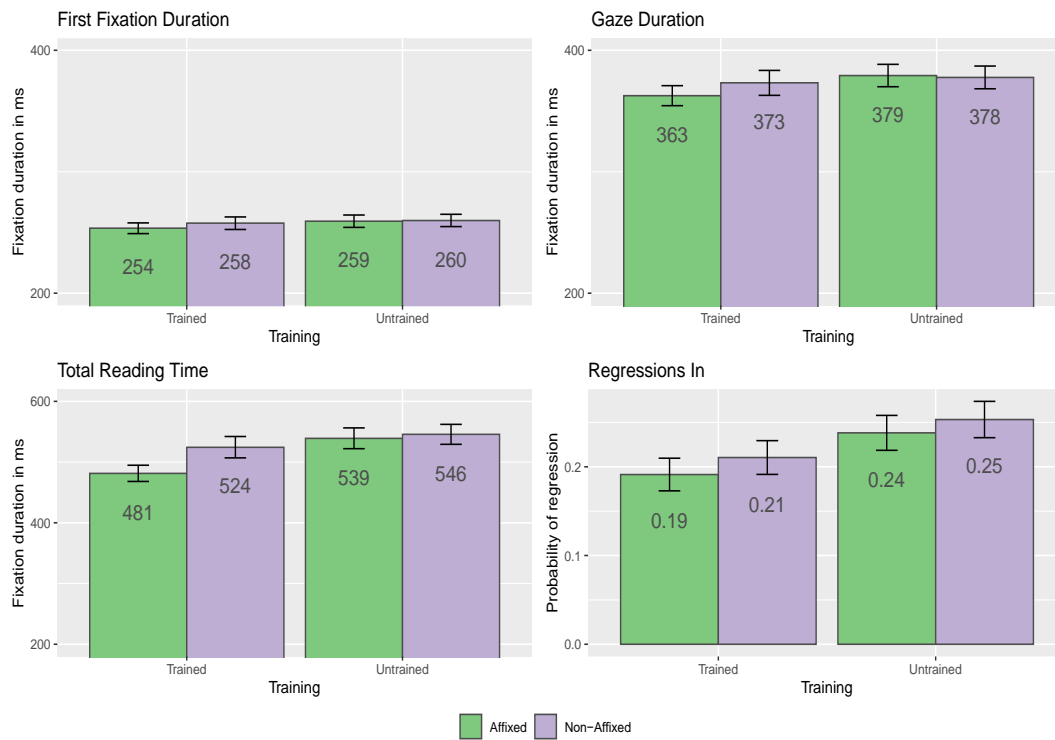 First Fixation Duration
400
200
Fixation duration in ms
254
258
259
260
Trained
Untrained
Training
Gaze Duration
400
200
Fixation duration in ms
363
373
379
378
Trained
Untrained
Training
Total Reading Time
600
400
200
Fixation duration in ms
481
524
539
546
Trained
Untrained
Training
Regressions In
0.2
0.1
0.0
Probability of regression
0.19
0.21
0.24
0.25
Trained
Untrained
Training
Affixed
Non−Affixed